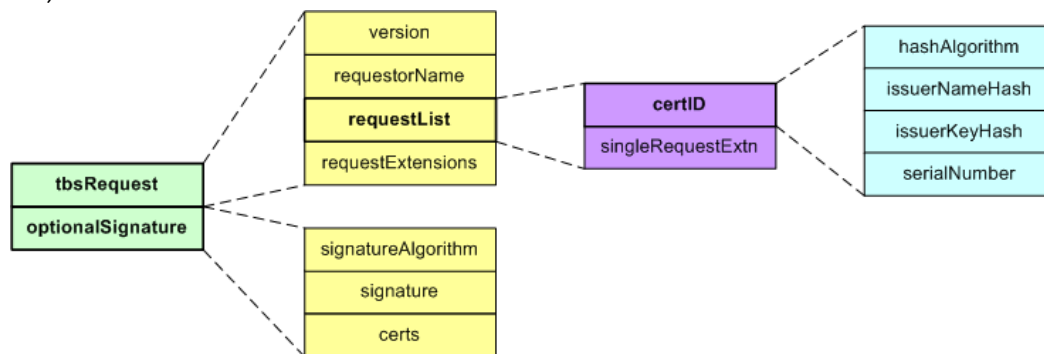 version
requestorName
requestList
requestExtensions
certID
singleRequestExtn
hashAlgorithm
issuerNameHash
issuerKeyHash
serialNumber
tbsRequest
optionalSignature
signatureAlgorithm
signature
certs